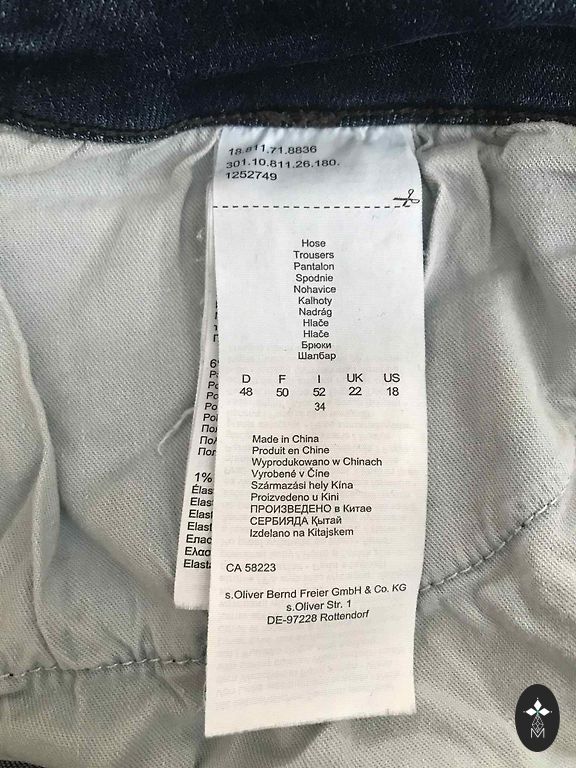 18.811.71.8836
301.10.811.26.180.
1252749
Hose
Trousers
Pantalon
Spodnie
Nohavice
Kalhoty
Nadrág
Hlače
Hlače
Брюки
Шалбар
D F I UK US
48 50 52 22 18
34
Made in China
Produit en Chine
Wyprodukowano w Chinach
Vyrobené v Číne
Származási hely Kína
Proizvedeno u Kini
ПРОИЗВЕДЕНО в Китае
СЕРБИЯДА Қытай
Izdelano na Kitajskem
CA 58223
s.Oliver Bernd Freier GmbH & Co. KG
s.Oliver Str. 1
DE-97228 Rottendorf
1%
M